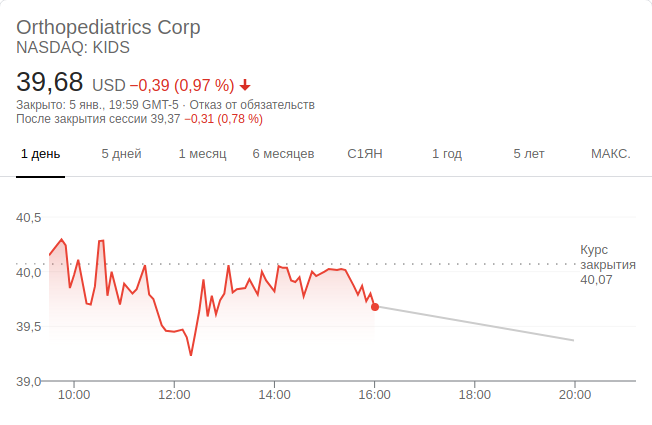 Orthopediatrics Corp
NASDAQ: KIDS
39,68 USD −0,39 (0,97 %)
Закрыто: 5 янв., 19:59 GMT-5 · Отказ от обязательств
После закрытия сессии 39,37 −0,31 (0,78 %)
1 день 5 дней 1 месяц 6 месяцев С1ЯН 1 год 5 лет МАКС.
40,5
Курс
закрытия
40,07
40,0
39,5
39,0
10:00 12:00 14:00 16:00 18:00 20:00